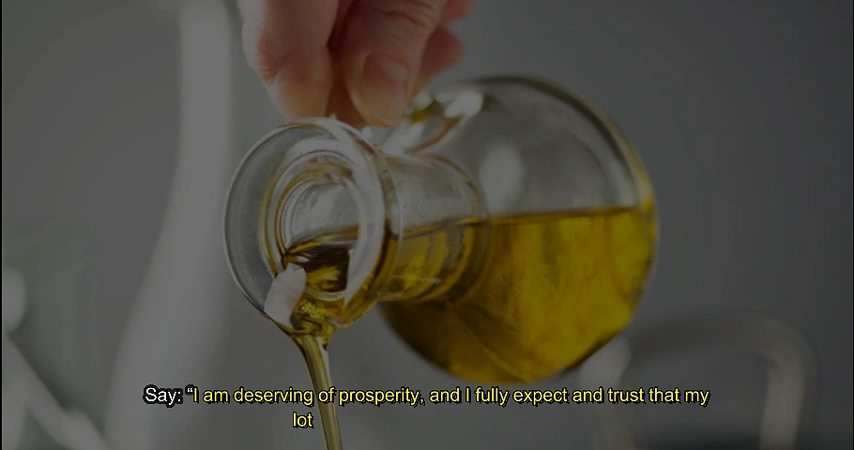 Say: “I am deserving of prosperity, and I fully expect and trust that my
lot